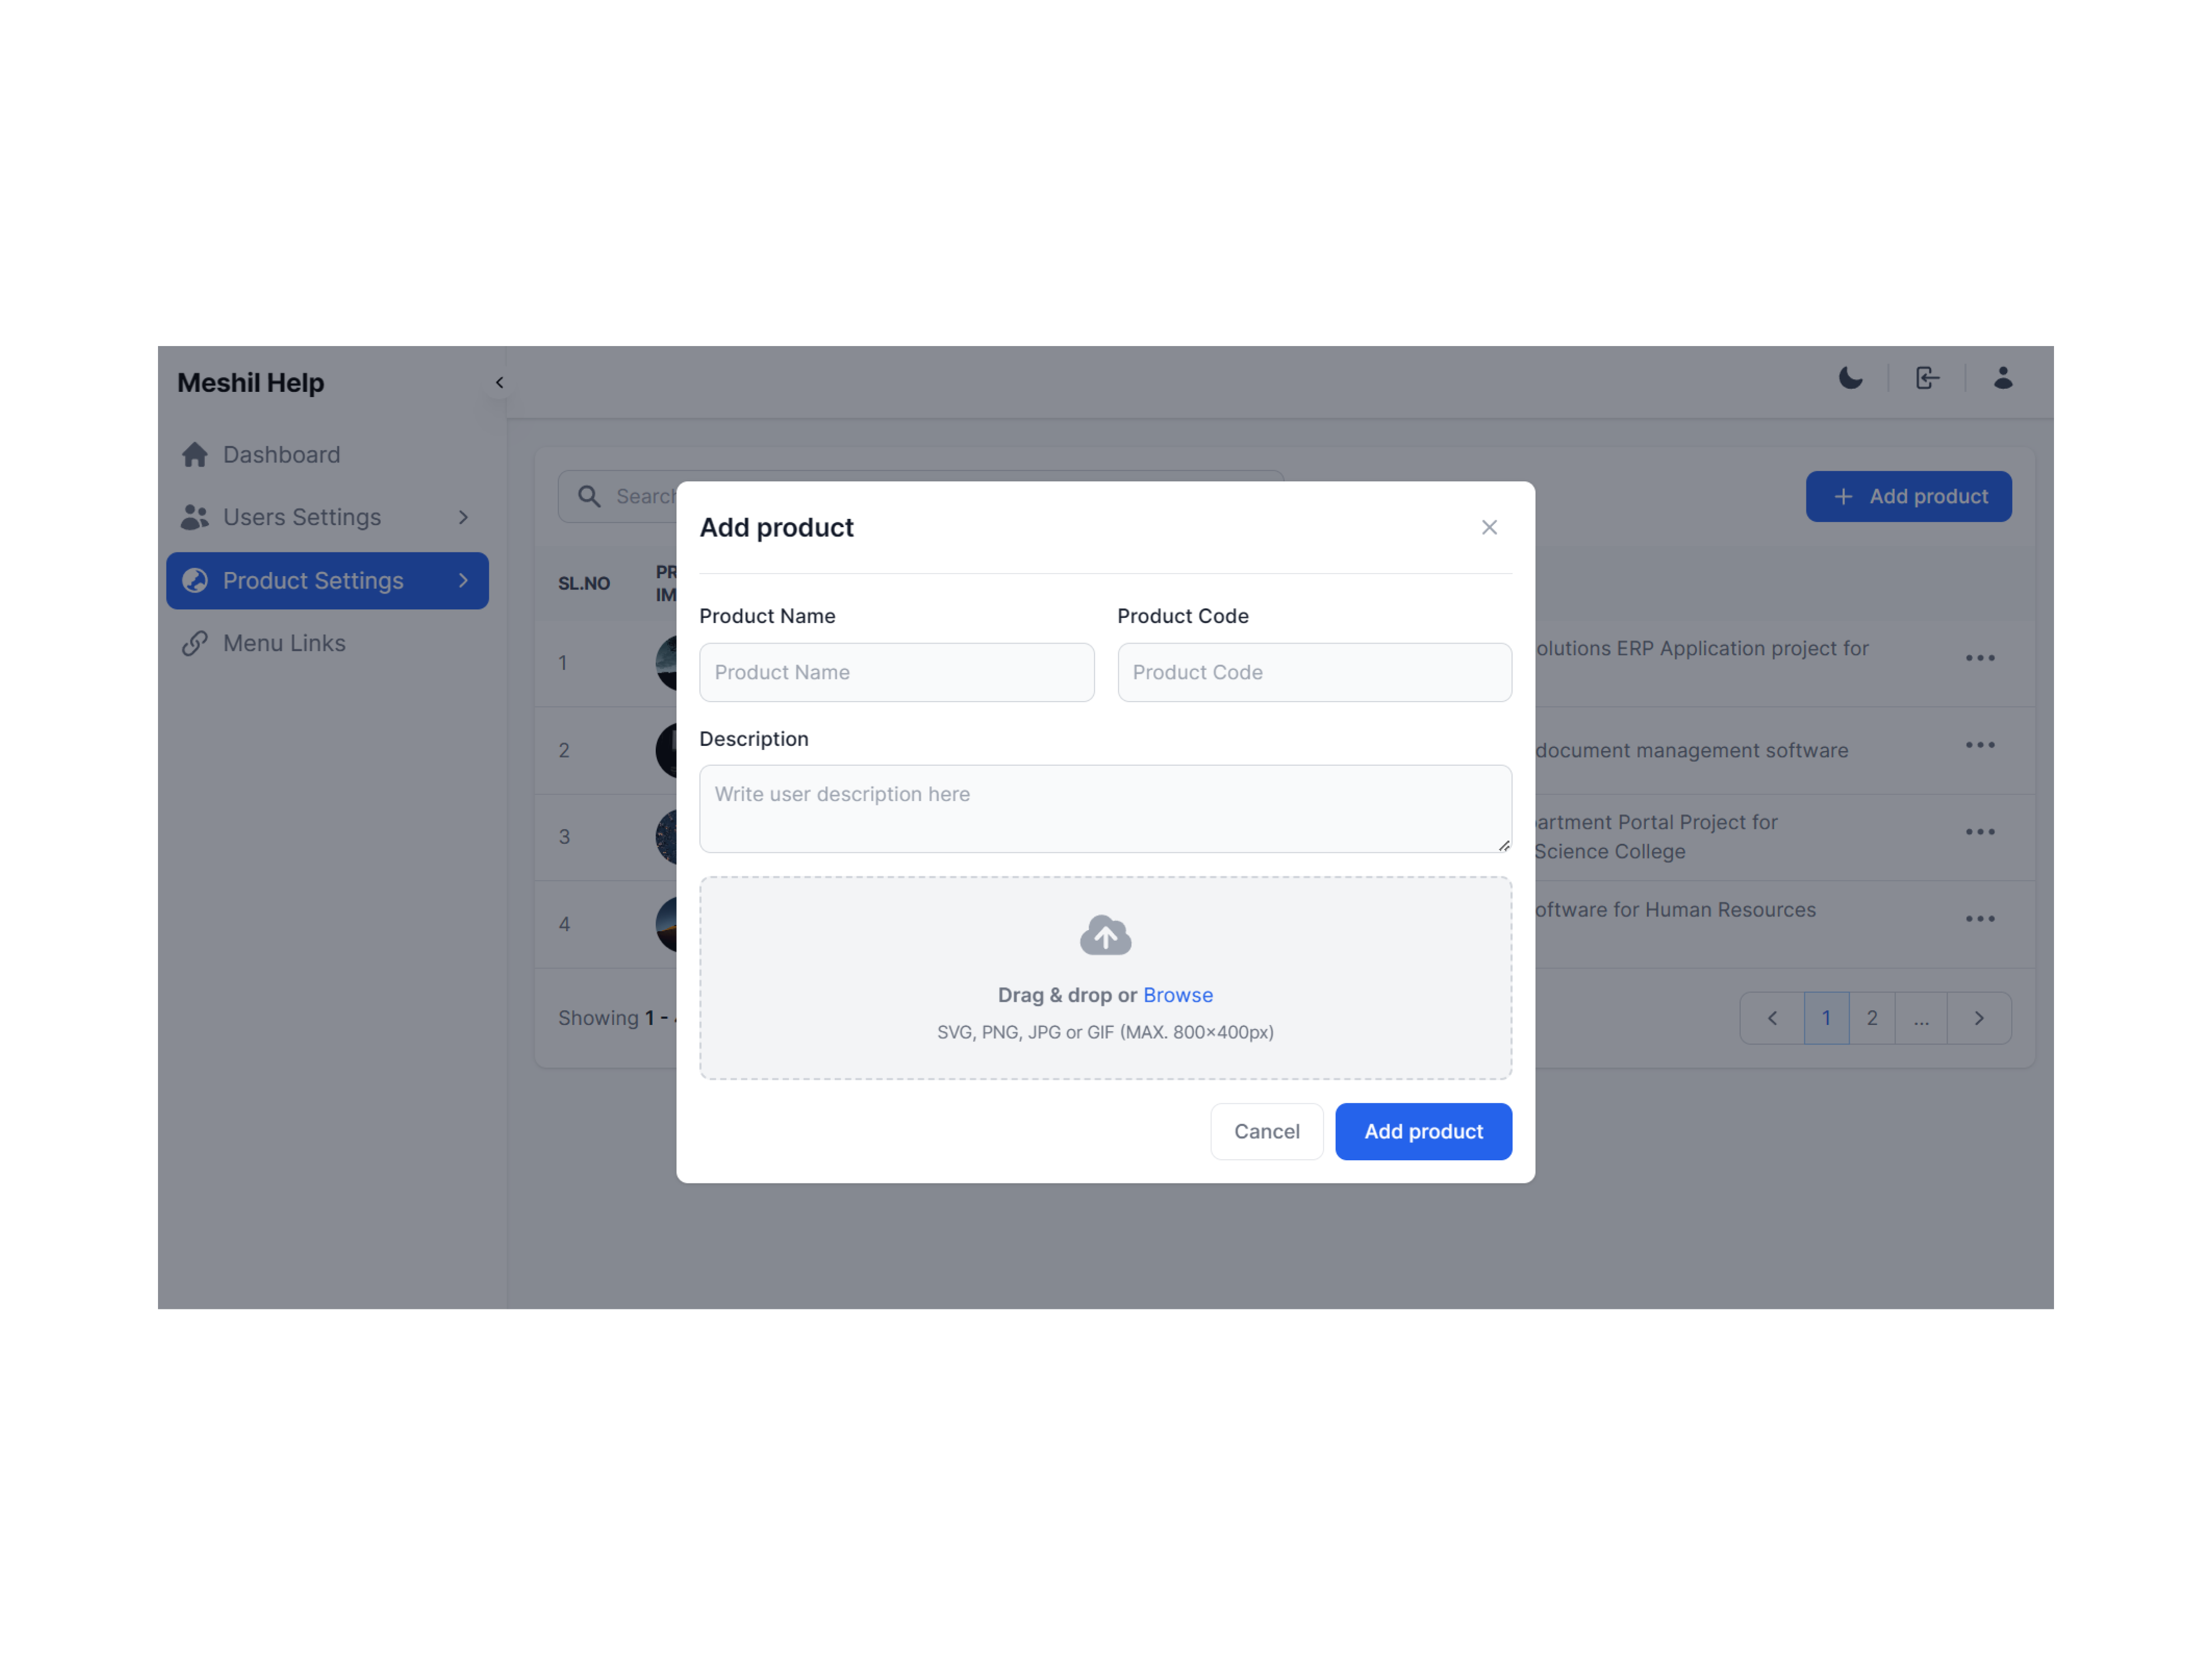 Meshil Help
Dashboard
Users Settings
Product Settings
Menu Links
Search
Add product
SL.NO
1
olutions ERP Application project for
2
document management software
3
artment Portal Project for
Science College
4
oftware for Human Resources
Showing 1 -
1
2
...
Add product
Product Name
Product Code
Product Name
Product Code
Description
Write user description here
Drag & drop or Browse
SVG, PNG, JPG or GIF (MAX. 800×400px)
Cancel
Add product